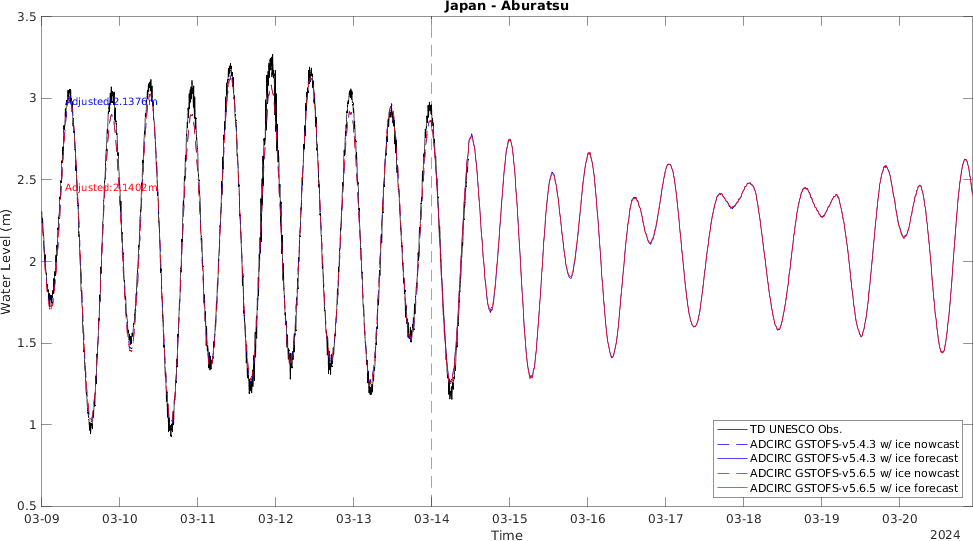 Japan - Aburatsu
3.5
3
2.5
2
1.5
1
0.5
Water Level (m)
Adjusted:2.1376m
Adjusted:2.1402m
TD UNESCO Obs.
ADCIRC GSTOFS-v5.4.3 w/ ice nowcast
ADCIRC GSTOFS-v5.4.3 w/ ice forecast
ADCIRC GSTOFS-v5.6.5 w/ ice nowcast
ADCIRC GSTOFS-v5.6.5 w/ ice forecast
03-09 03-10 03-11 03-12 03-13 03-14 03-15 03-16 03-17 03-18 03-19 03-20
Time
2024